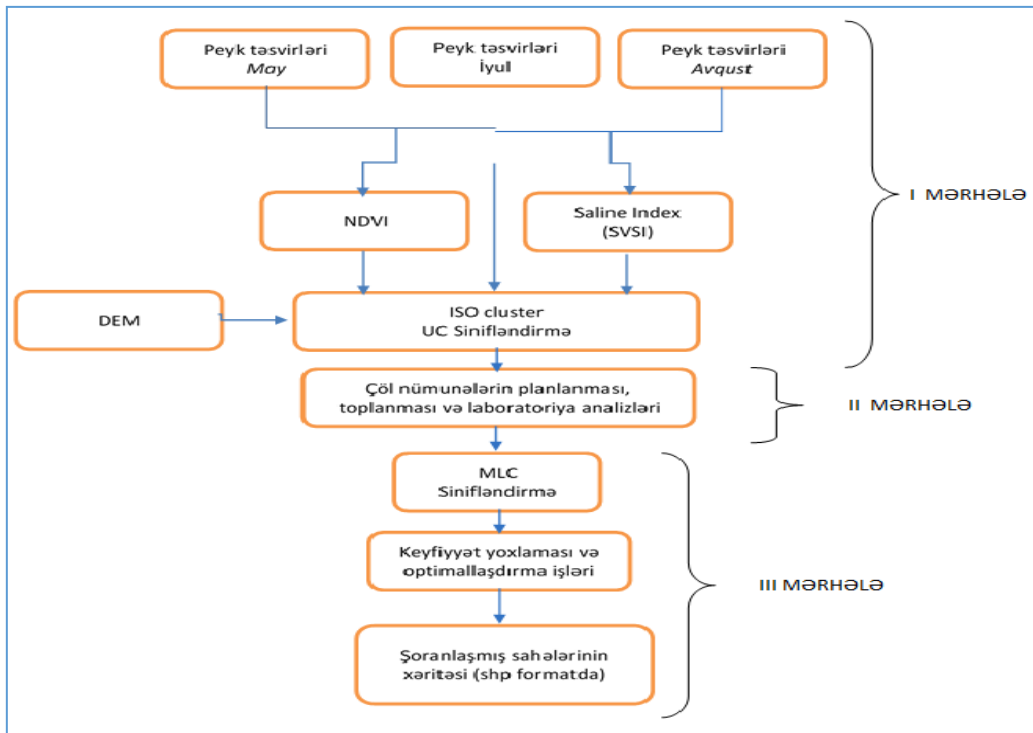 Peyk təsvirləri
May
Peyk təsvirləri
İyul
Peyk təsvirləri
Avqust
NDVI
Saline Index
(SVSI)
I MƏRHƏLƏ
DEM
ISO cluster
UC Sinifləndirmə
Çöl nümunələrin planlanması,
toplanması və laboratoriya analizləri
II MƏRHƏLƏ
MLC
Sinifləndirmə
Keyfiyyət yoxlaması və
optimallaşdırma işləri
III MƏRHƏLƏ
Şoranlaşmış sahələrinin
xəritəsi (shp formatda)